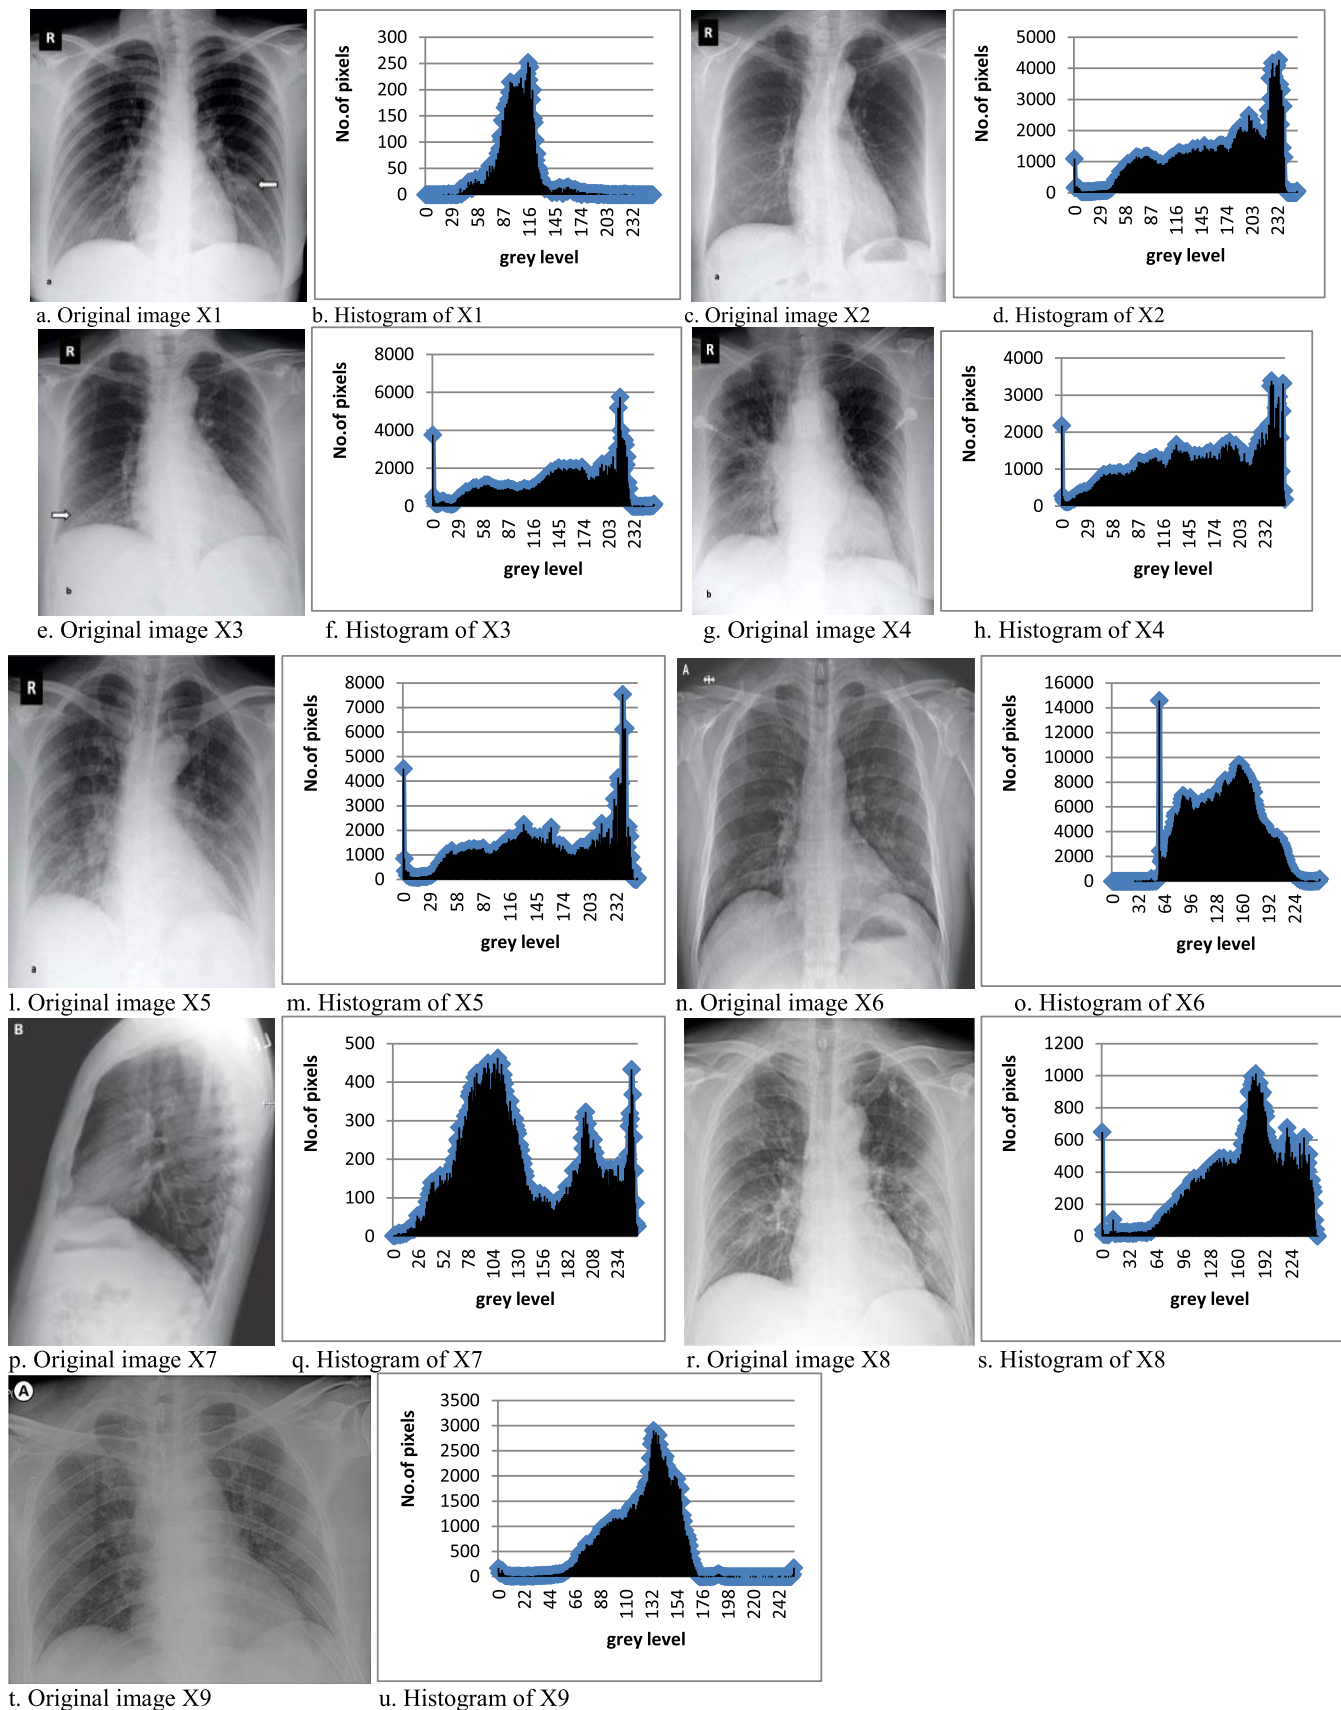 R
a
No.of pixels
300
250
200
150
100
50
0
0 29 58 87 116 145 174 203 232
grey level
R
a
No.of pixels
5000
4000
3000
2000
1000
0
0 29 58 87 116 145 174 203 232
grey level
a. Original image X1
b. Histogram of X1
c. Original image X2
d. Histogram of X2
R
b
No.of pixels
8000
6000
4000
2000
0
0 29 58 87 116 145 174 203 232
grey level
R
b
No.of pixels
4000
3000
2000
1000
0
0 29 58 87 116 145 174 203 232
grey level
e. Original image X3
f. Histogram of X3
g. Original image X4
h. Histogram of X4
R
a
No.of pixels
8000
7000
6000
5000
4000
3000
2000
1000
0
0 29 58 87 116 145 174 203 232
grey level
A
No.of pixels
16000
14000
12000
10000
8000
6000
4000
2000
0
0 32 64 96 128 160 192 224
grey level
l. Original image X5
m. Histogram of X5
n. Original image X6
o. Histogram of X6
B
No.of pixels
500
400
300
200
100
0
0 26 52 78 104 130 156 182 208 234
grey level
No.of pixels
1200
1000
800
600
400
200
0
0 32 64 96 128 160 192 224
grey level
p. Original image X7
q. Histogram of X7
r. Original image X8
s. Histogram of X8
A
No.of pixels
3500
3000
2500
2000
1500
1000
500
0
0 22 44 66 88 110 132 154 176 198 220 242
grey level
t. Original image X9
u. Histogram of X9